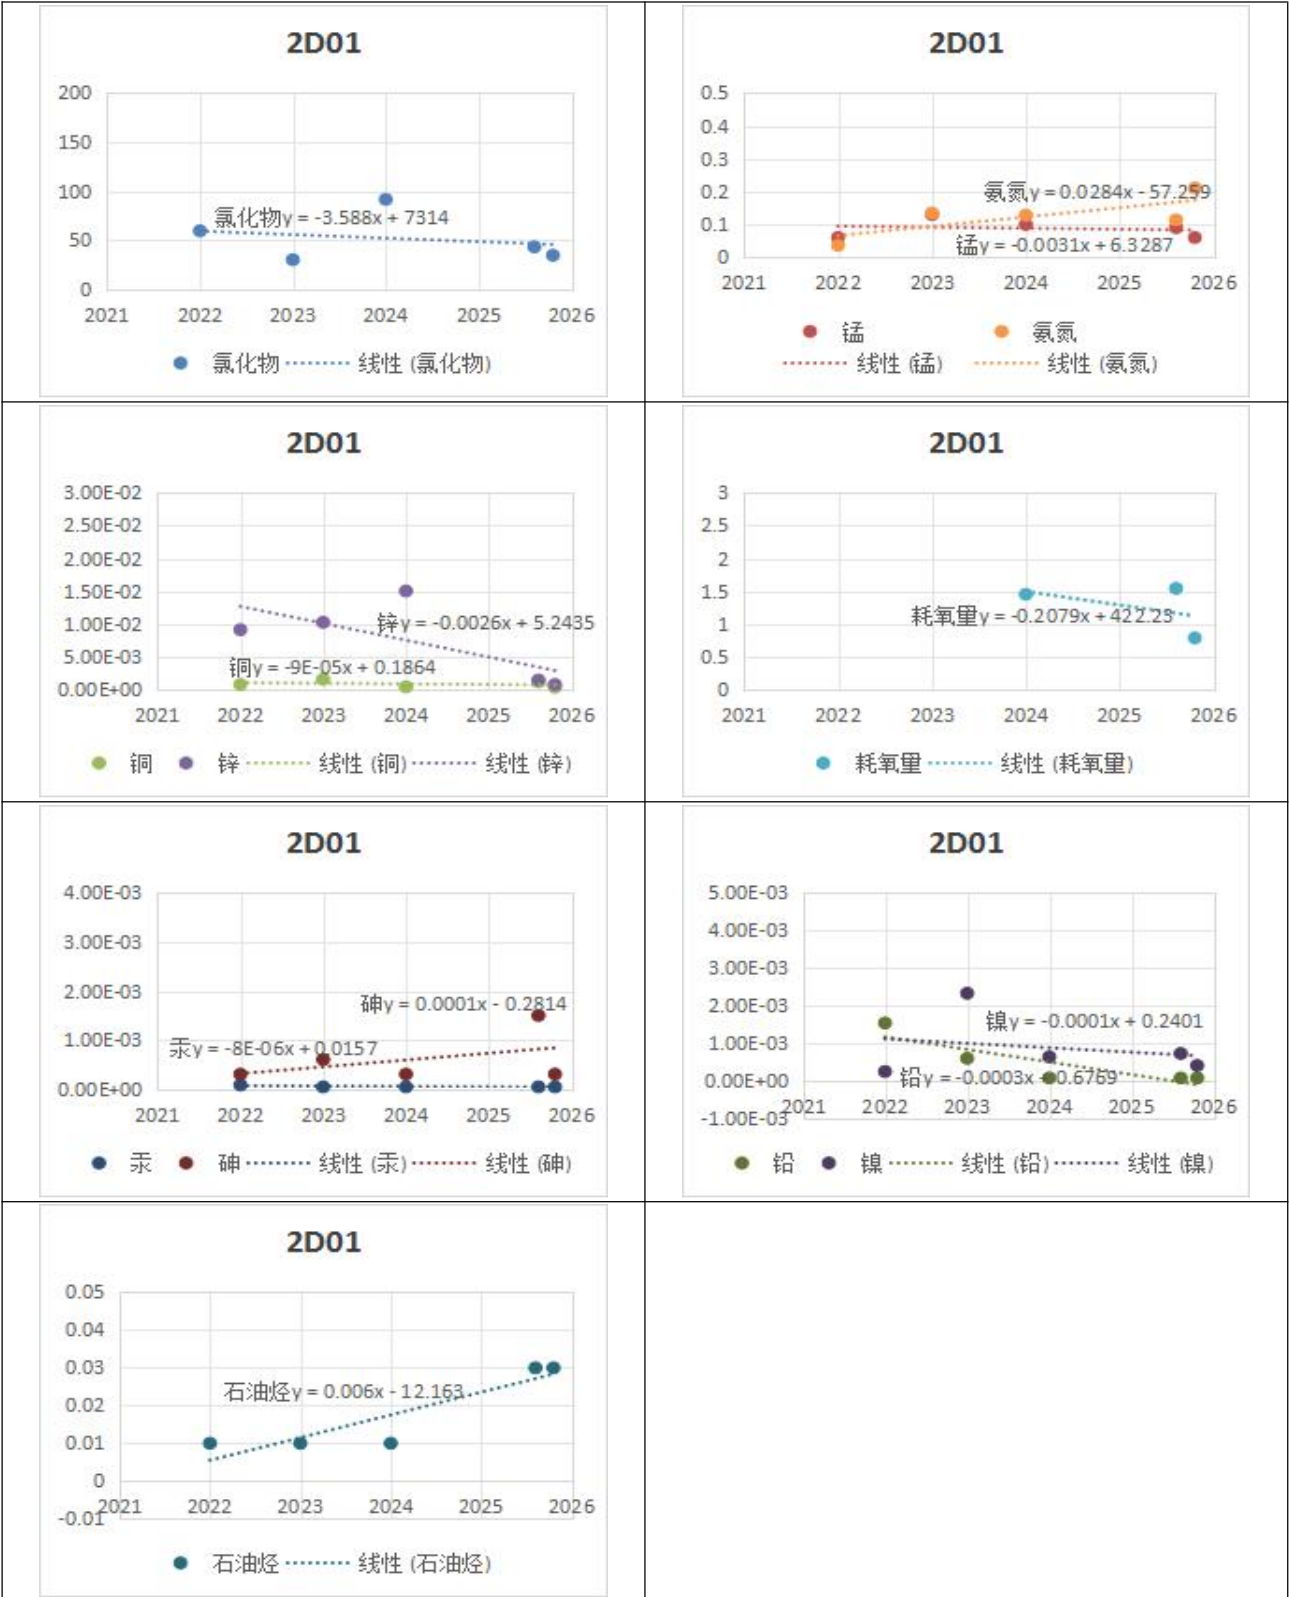 2D01
200
150
100
50
0
氯化物y = -3.588x + 7314
2021 2022 2023 2024 2025 2026
氯化物 线性 (氯化物)
2D01
0.5
0.4
0.3
0.2
0.1
0
氨氮y = 0.0284x - 57.259
锰y = -0.0031x + 6.3287
2021 2022 2023 2024 2025 2026
锰 氨氮
线性 (锰) 线性 (氨氮)
2D01
3.00E-02
2.50E-02
2.00E-02
1.50E-02
1.00E-02
5.00E-03
0.00E+00
锌y = -0.0026x + 5.2435
铜y = -9E-05x + 0.1864
2021 2022 2023 2024 2025 2026
铜 锌 线性 (铜) 线性 (锌)
2D01
3
2.5
2
1.5
1
0.5
0
耗氧量y = -0.2079x + 422.25
2021 2022 2023 2024 2025 2026
耗氧量 线性 (耗氧量)
2D01
4.00E-03
3.00E-03
2.00E-03
1.00E-03
0.00E+00
砷y = 0.0001x - 0.2814
汞y = -8E-06x + 0.0157
2021 2022 2023 2024 2025 2026
汞 砷 线性 (汞) 线性 (砷)
2D01
5.00E-03
4.00E-03
3.00E-03
2.00E-03
1.00E-03
0.00E+00
-1.00E-03
镍y = -0.0001x + 0.2401
铅y = -0.0003x + 0.6769
2021 2022 2023 2024 2025 2026
铅 镍 线性 (铅) 线性 (镍)
2D01
0.05
0.04
0.03
0.02
0.01
0
-0.01
石油烃y = 0.006x - 12.163
2021 2022 2023 2024 2025 2026
石油烃 线性 (石油烃)